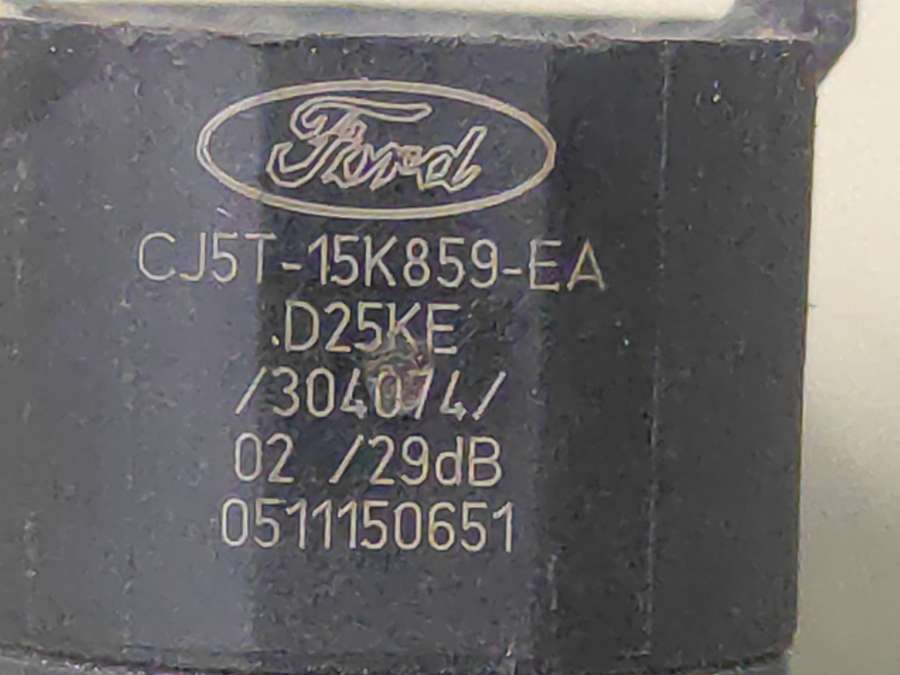 Ford
CJ5T-15K859-EA
.D25KE
/304074/
02 /29dB
0511150651